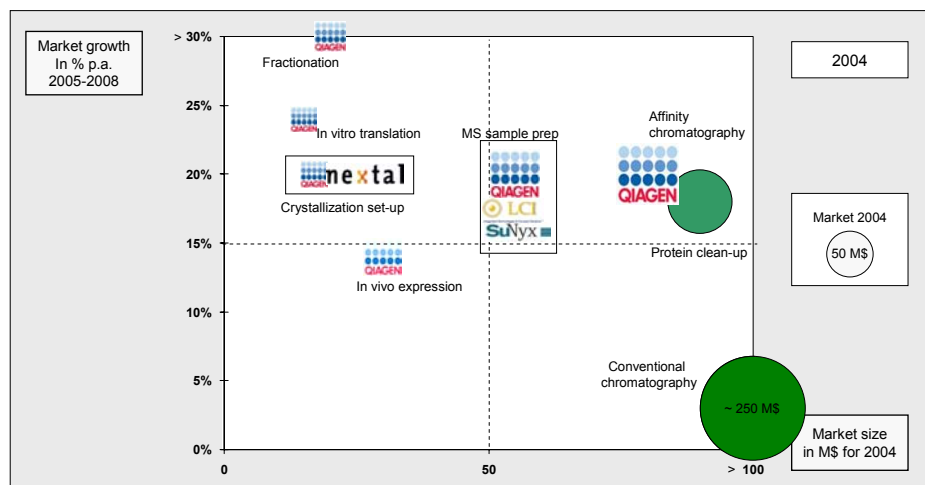 Market growth
In % p.a.
2005-2008
> 30%
25%
20%
15%
10%
5%
0%
0
50
> 100
2004
QIAGEN
Fractionation
QIAGEN
In vitro translation
QIAGEN
nextal
Crystallization set-up
MS sample prep
QIAGEN
LCI
SuNyx
Affinity
chromatography
QIAGEN
Protein clean-up
QIAGEN
In vivo expression
Market 2004
50 M$
Conventional
chromatography
~ 250 M$
Market size
in M$ for 2004